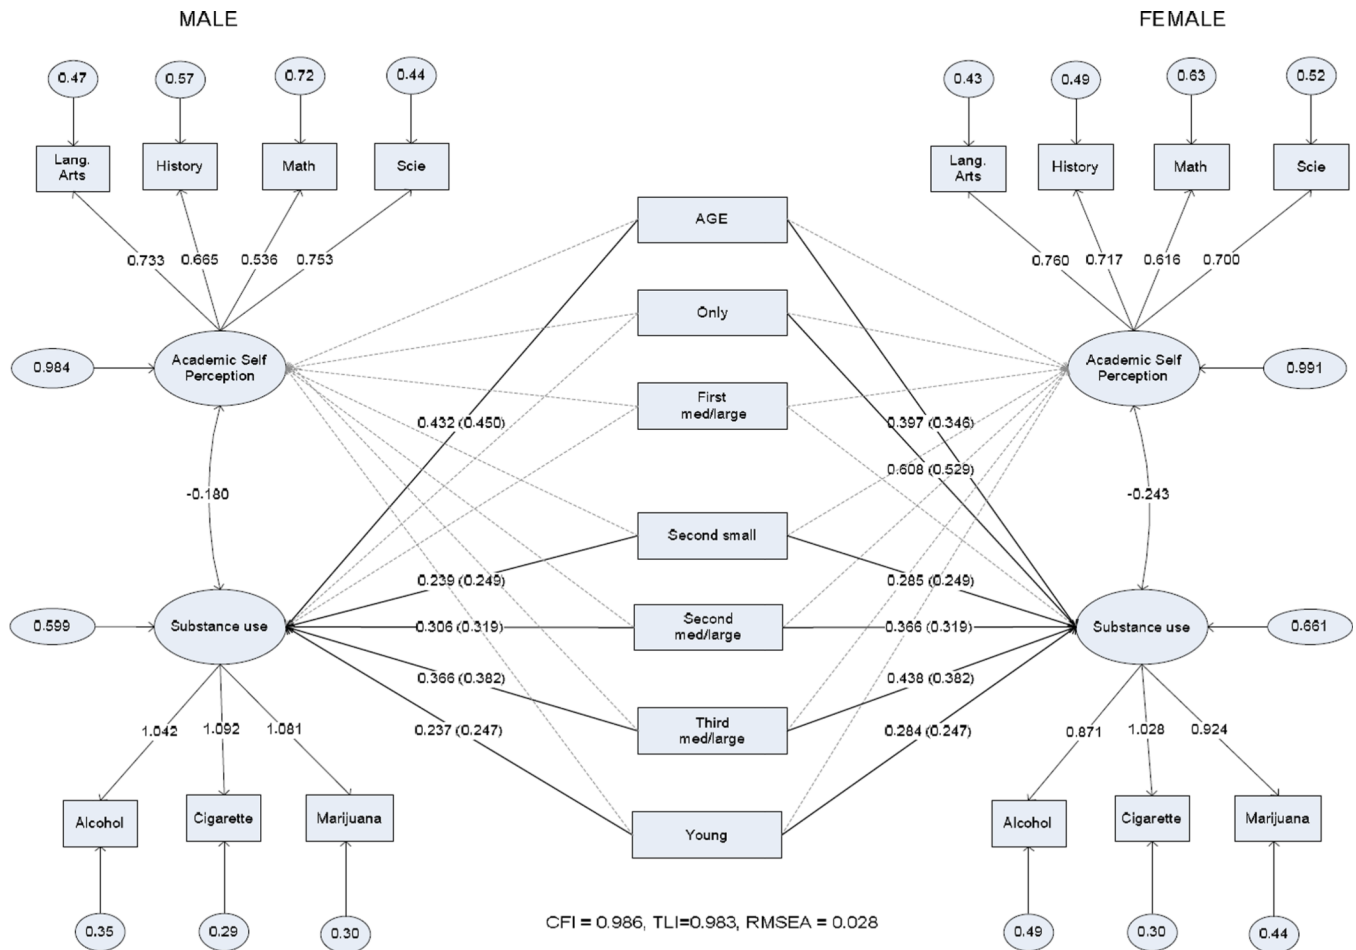 MALE
FEMALE
0.47
0.57
0.72
0.44
0.43
0.49
0.63
0.52
Lang.
Arts
History
Math
Scie
Lang.
Arts
History
Math
Scie
AGE
0.733
0.665
0.536
0.753
0.760
0.717
0.616
0.700
Only
0.984
Academic Self
Perception
Academic Self
Perception
0.991
First
med/large
0.432 (0.450)
0.397 (0.346)
0.608 (0.529)
-0.180
-0.243
Second small
0.239 (0.249)
0.285 (0.249)
0.599
Substance use
0.306 (0.319)
Second
med/large
0.366 (0.319)
Substance use
0.661
0.366 (0.382)
0.438 (0.382)
Third
med/large
1.042
1.092
1.081
0.237 (0.247)
0.284 (0.247)
0.871
1.028
0.924
Alcohol
Cigarette
Marijuana
Young
Alcohol
Cigarette
Marijuana
0.35
0.29
0.30
CFI = 0.986, TLI=0.983, RMSEA = 0.028
0.49
0.30
0.44